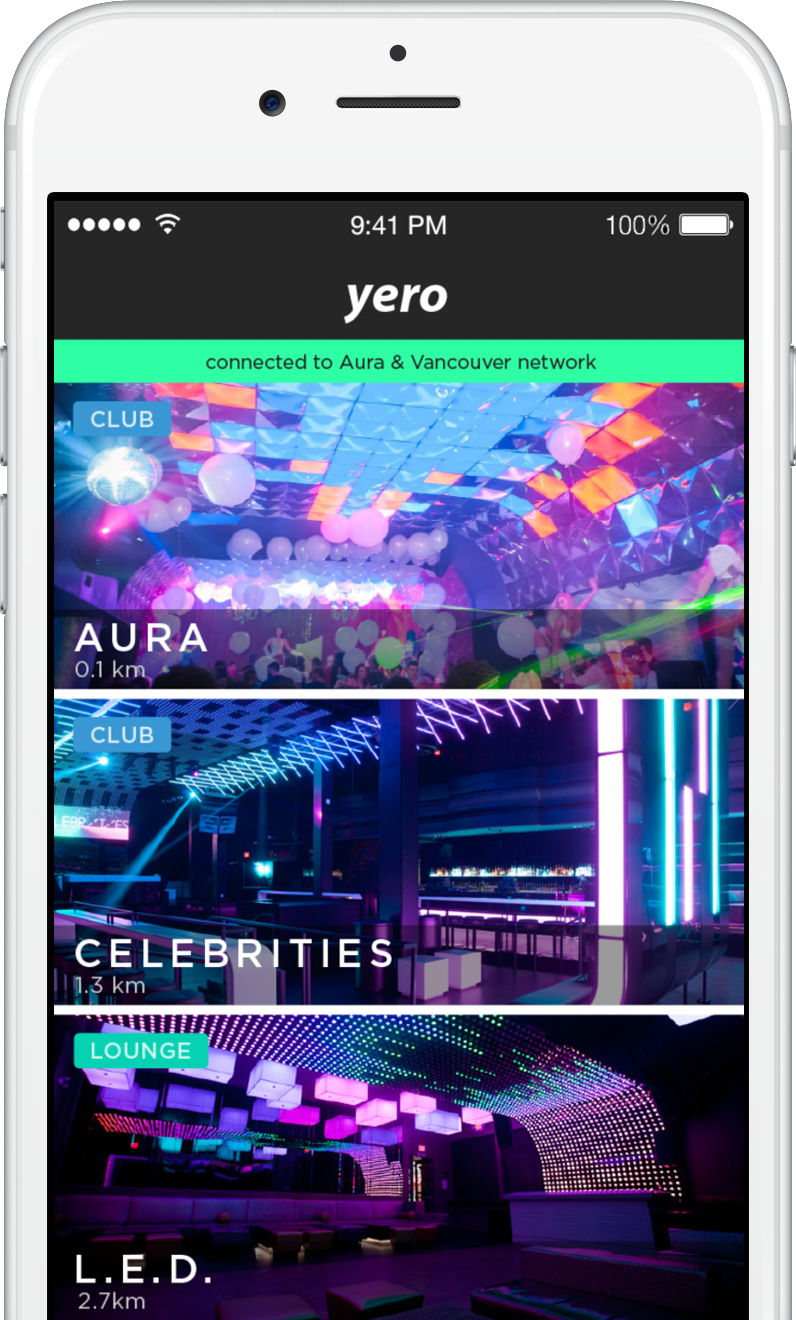 9:41 PM
100%
yero
connected to Aura & Vancouver network
CLUB
AURA
0.1 km
CLUB
CELEBRITIES
1.3 km
LOUNGE
L.E.D.
2.7km